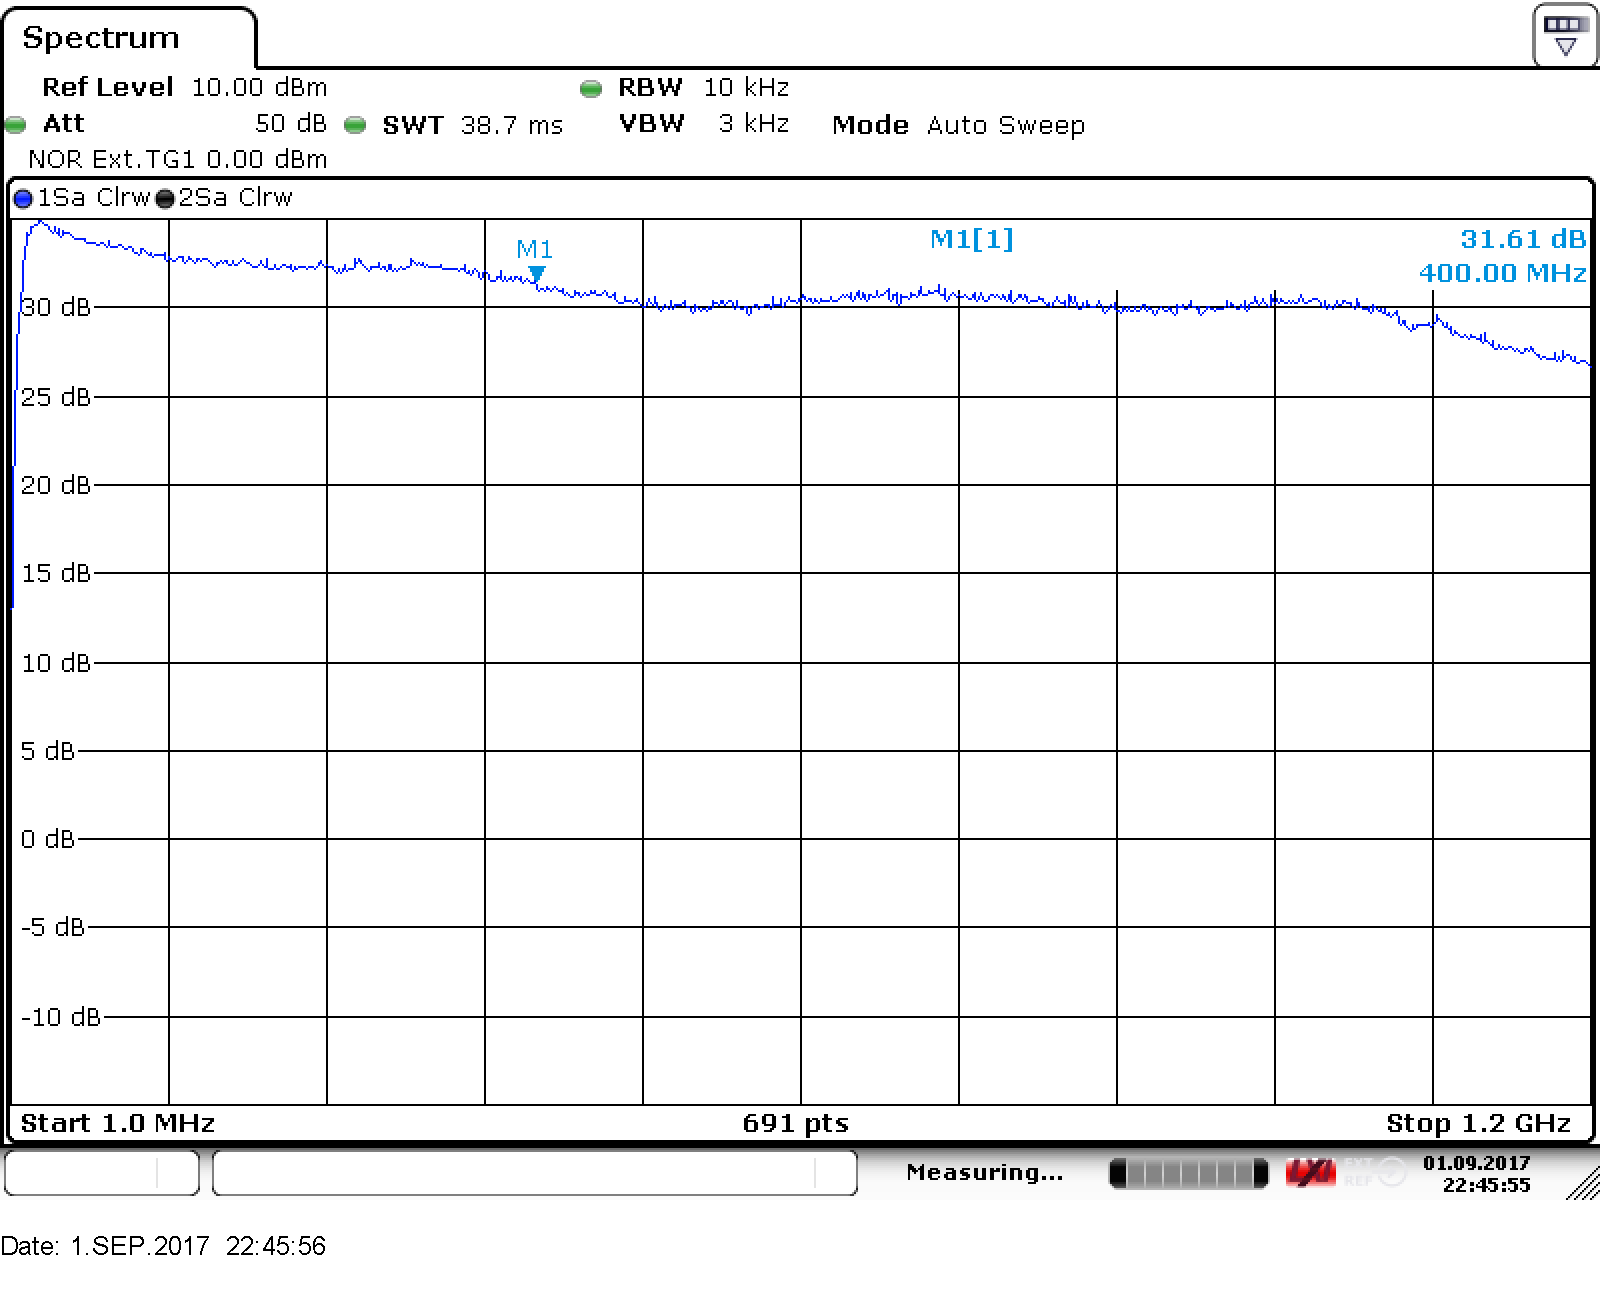 Spectrum
Ref Level 10.00 dBm RBW 10 kHz
Att 50 dB SWT 38.7 ms VBW 3 kHz Mode Auto Sweep
NOR Ext.TG1 0.00 dBm
1Sa Clrw 2Sa Clrw
M1[1] 31.61 dB
M1
400.00 MHz
30 dB
25 dB
20 dB
15 dB
10 dB
5 dB
0 dB
-5 dB
-10 dB
Start 1.0 MHz 691 pts Stop 1.2 GHz
Measuring... LXI EXT REF 01.09.2017
22:45:55
Date: 1.SEP.2017 22:45:56